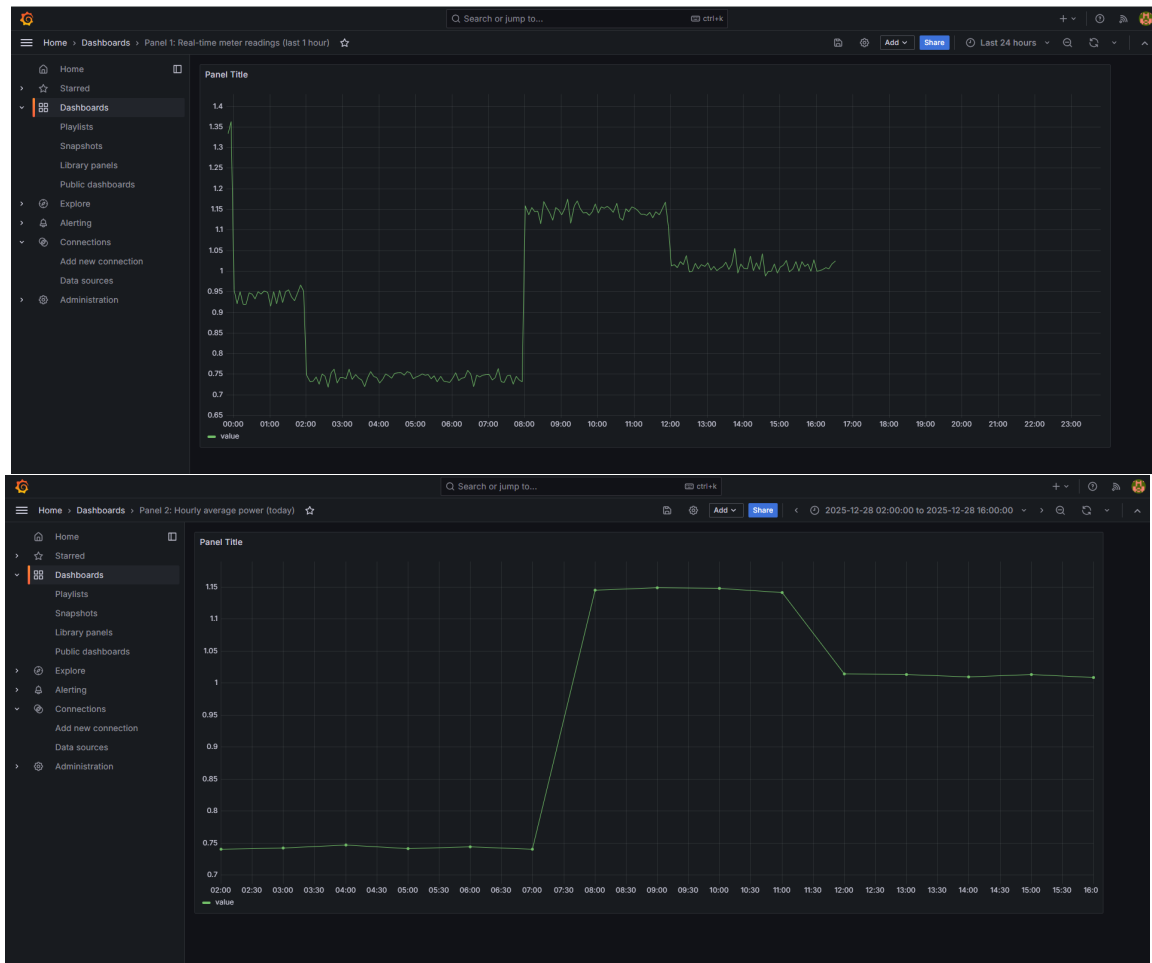 Search or jump to... ctrl+k
Home › Dashboards › Panel 1: Real-time meter readings (last 1 hour) Add Share Last 24 hours
Home
Starred
Dashboards
Playlists
Snapshots
Library panels
Public dashboards
Explore
Alerting
Connections
Add new connection
Data sources
Administration
Panel Title
1.4
1.35
1.3
1.25
1.2
1.15
1.1
1.05
1
0.95
0.9
0.85
0.8
0.75
0.7
0.65
00:00 01:00 02:00 03:00 04:00 05:00 06:00 07:00 08:00 09:00 10:00 11:00 12:00 13:00 14:00 15:00 16:00 17:00 18:00 19:00 20:00 21:00 22:00 23:00
value
Search or jump to... ctrl+k
Home › Dashboards › Panel 2: Hourly average power (today) Add Share 2025-12-28 02:00:00 to 2025-12-28 16:00:00
Home
Starred
Dashboards
Playlists
Snapshots
Library panels
Public dashboards
Explore
Alerting
Connections
Add new connection
Data sources
Administration
Panel Title
1.15
1.1
1.05
1
0.95
0.9
0.85
0.8
0.75
0.7
02:00 02:30 03:00 03:30 04:00 04:30 05:00 05:30 06:00 06:30 07:00 07:30 08:00 08:30 09:00 09:30 10:00 10:30 11:00 11:30 12:00 12:30 13:00 13:30 14:00 14:30 15:00 15:30 16:0
value